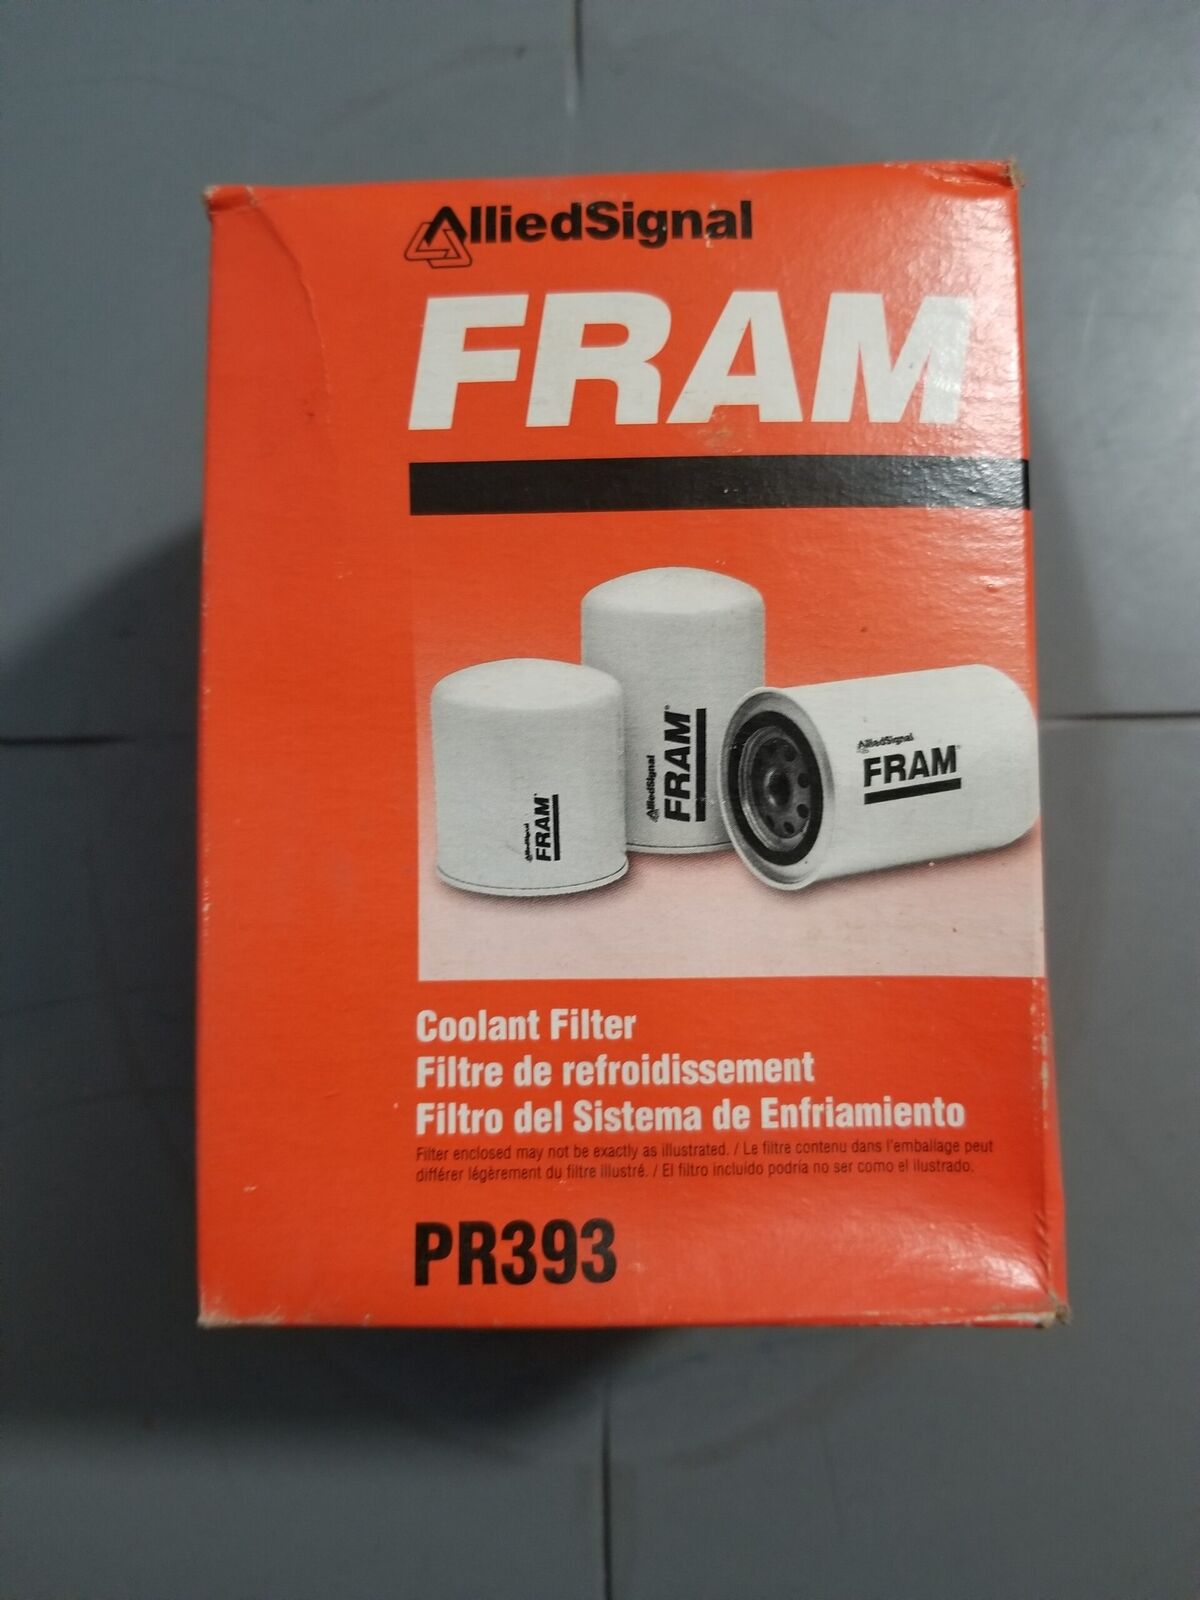 AlliedSignal
FRAM
AlliedSignal
FRAM
AlliedSignal
FRAM®
AlliedSignal
FRAM
Coolant Filter
Filtre de refroidissement
Filtro del Sistema de Enfriamiento
Filter enclosed may not be exactly as illustrated. / Le filtre contenu dans l'emballage peut
différer légèrement du filtre illustré. / El filtro incluido podría no ser como el ilustrado.
PR393